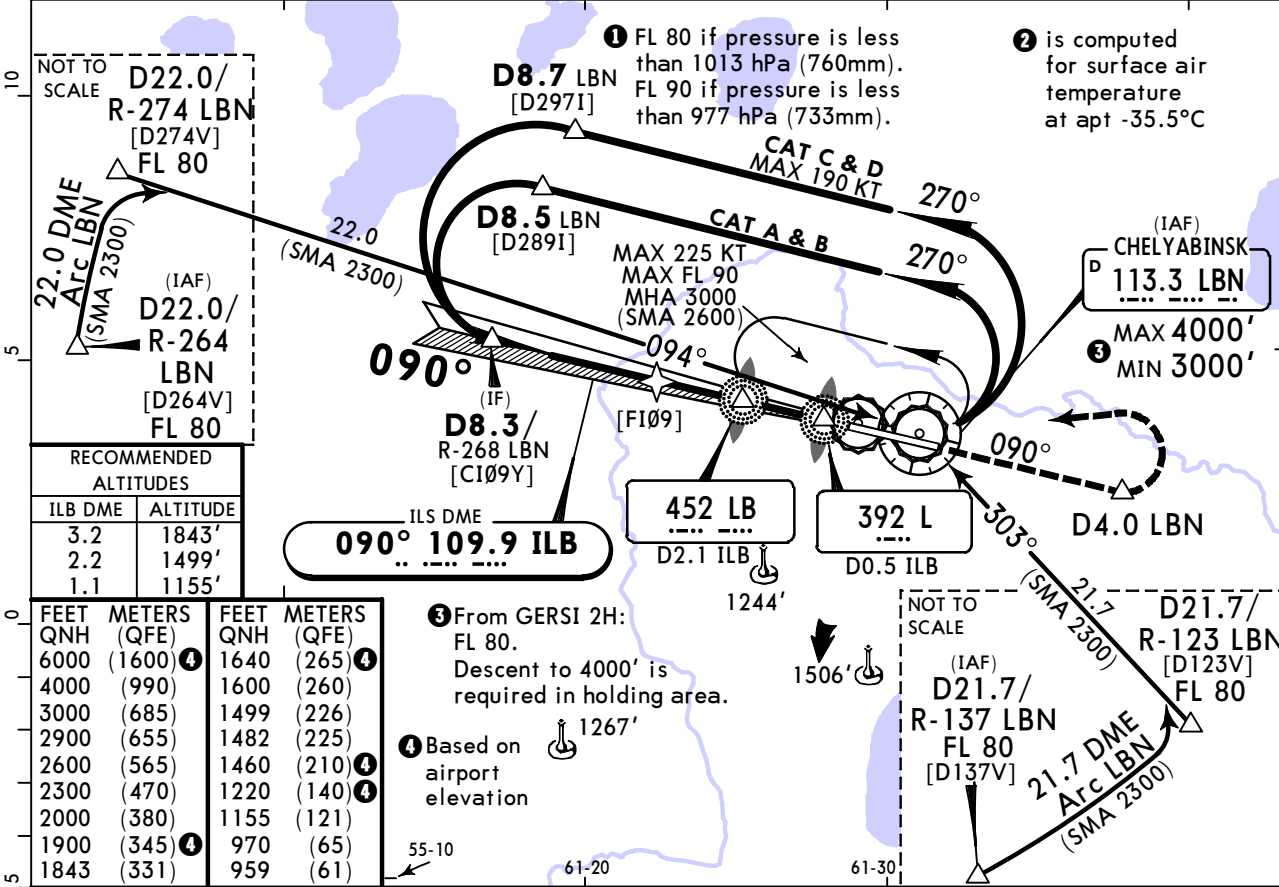 ❶ FL 80 if pressure is less
than 1013 hPa (760mm).
FL 90 if pressure is less
than 977 hPa (733mm).
❷ is computed
for surface air
temperature
at apt -35.5°C
10
5
0
5
NOT TO
SCALE
D22.0/
R-274 LBN
[D274V]
FL 80
22.0 DME
Arc LBN
(SMA 2300)
(IAF)
D22.0/
R-264
LBN
[D264V]
FL 80
22.0
(SMA 2300)
D8.7 LBN
[D297I]
D8.5 LBN
[D289I]
CAT C & D
MAX 190 KT
270°
CAT A & B
270°
MAX 225 KT
MAX FL 90
MHA 3000
(SMA 2600)
(IAF)
CHELYABINSK
D
113.3 LBN
MAX 4000'
❸
MIN 3000'
090°
094°
(IF)
D8.3/
R-268 LBN
[CIØ9Y]
[FIØ9]
090°
D4.0 LBN
ILS DME
090° 109.9 ILB
452 LB
D2.1 ILB
392 L
D0.5 ILB
1244'
1506'
1267'
303°
21.7
(SMA 2300)
NOT TO
SCALE
D21.7/
R-123 LBN
[D123V]
FL 80
(IAF)
D21.7/
R-137 LBN
FL 80
[D137V]
21.7 DME
Arc LBN
(SMA 2300)
RECOMMENDED
ALTITUDES
ILB DME ALTITUDE
3.2 1843'
2.2 1499'
1.1 1155'
FEET METERS FEET METERS
QNH (QFE) QNH (QFE)
6000 (1600) ❹ 1640 (265) ❹
4000 (990) 1600 (260)
3000 (685) 1499 (226)
2900 (655) 1482 (225)
2600 (565) 1460 (210) ❹
2300 (470) 1220 (140) ❹
2000 (380) 1155 (121)
1900 (345) ❹ 970 (65)
1843 (331) 959 (61)
❸ From GERSI 2H:
FL 80.
Descent to 4000' is
required in holding area.
❹ Based on
airport
elevation
55-10
61-20
61-30